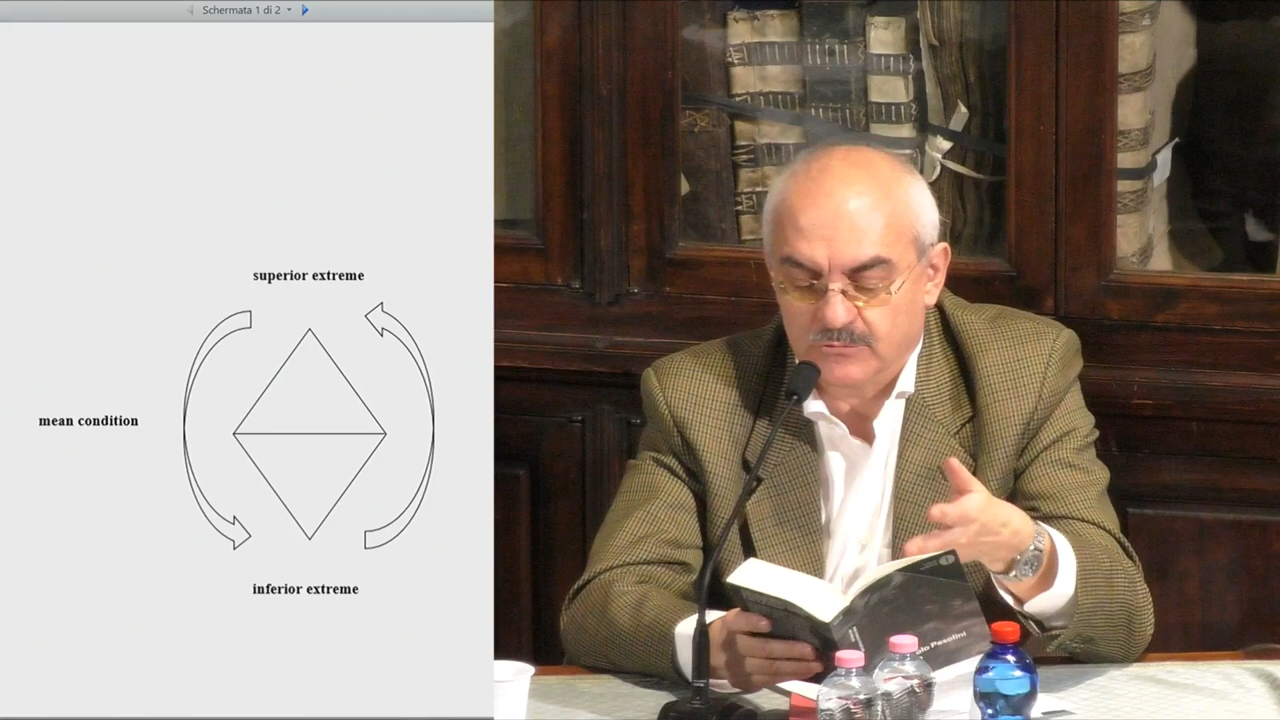 Schermata 1 di 2
superior extreme
mean condition
inferior extreme
Pasolini